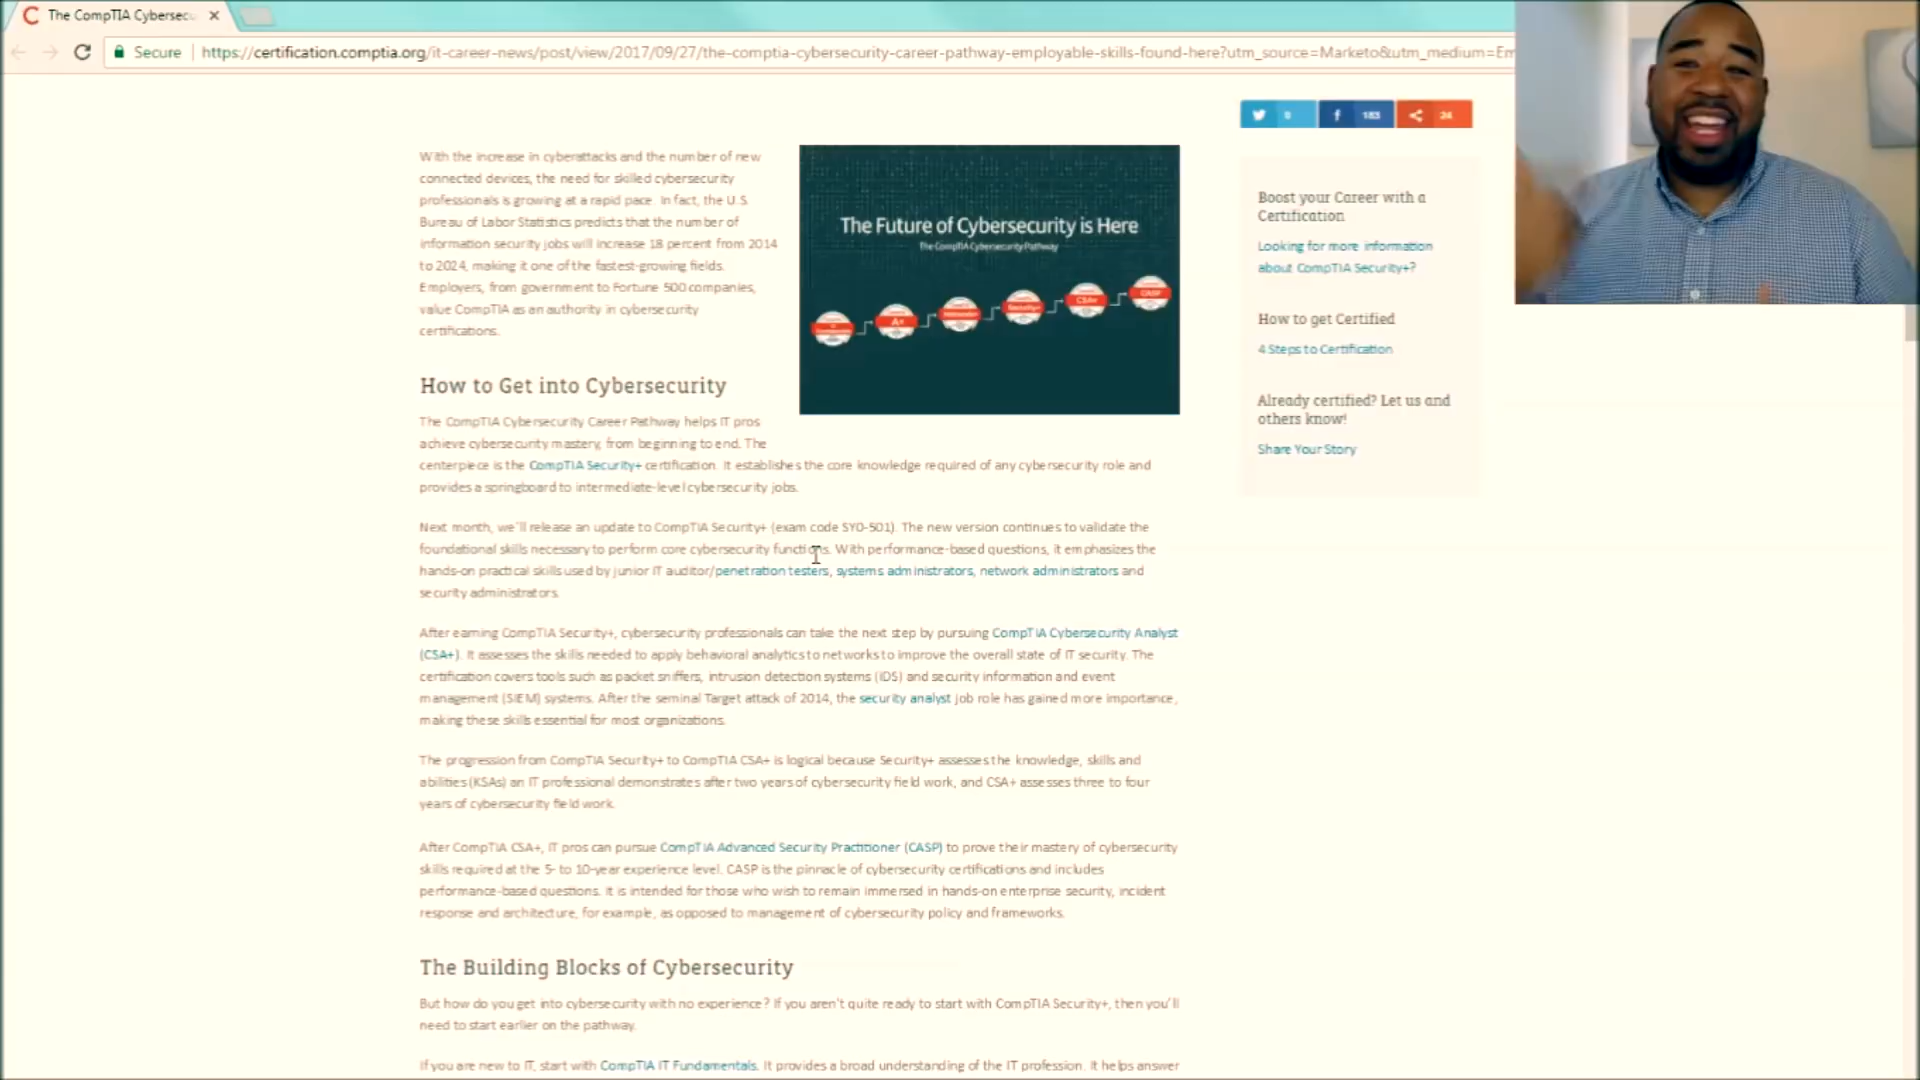 The CompTIA Cybersecu
Secure
https://certification.comptia.org/it-career-news/post/view/2017/09/27/the-comptia-cybersecurity-career-pathway-employable-skills-found-here?utm_source=Marketo&utm_medium=Em
183
24
With the increase in cyberattacks and the number of new
connected devices, the need for skilled cybersecurity
professionals is growing at a rapid pace. In fact, the U.S.
Bureau of Labor Statistics predicts that the number of
information security jobs will increase 18 percent from 2014
to 2024, making it one of the fastest-growing fields.
Employers, from government to Fortune 500 companies,
value CompTIA as an authority in cybersecurity
certifications.
The Future of Cybersecurity is Here
The CompTIA Cybersecurity Pathway
A+
Security+
CSA+
CASP
How to Get into Cybersecurity
The CompTIA Cybersecurity Career Pathway helps IT pros
achieve cybersecurity mastery, from beginning to end. The
centerpiece is the CompTIA Security+ certification. It establishes the core knowledge required of any cybersecurity role and
provides a springboard to intermediate-level cybersecurity jobs.
Next month, we'll release an update to CompTIA Security+ (exam code SY0-501). The new version continues to validate the
foundational skills necessary to perform core cybersecurity functions. With performance-based questions, it emphasizes the
hands-on practical skills used by junior IT auditor/penetration testers, systems administrators, network administrators and
security administrators.
After earning CompTIA Security+, cybersecurity professionals can take the next step by pursuing CompTIA Cybersecurity Analyst
(CSA+). It assesses the skills needed to apply behavioral analytics to networks to improve the overall state of IT security. The
certification covers tools such as packet sniffers, intrusion detection systems (IDS) and security information and event
management (SIEM) systems. After the seminal Target attack of 2014, the security analyst job role has gained more importance,
making these skills essential for most organizations.
The progression from CompTIA Security+ to CompTIA CSA+ is logical because Security+ assesses the knowledge, skills and
abilities (KSAs) an IT professional demonstrates after two years of cybersecurity field work, and CSA+ assesses three to four
years of cybersecurity field work.
After CompTIA CSA+, IT pros can pursue CompTIA Advanced Security Practitioner (CASP) to prove their mastery of cybersecurity
skills required at the 5- to 10-year experience level. CASP is the pinnacle of cybersecurity certifications and includes
performance-based questions. It is intended for those who wish to remain immersed in hands-on enterprise security, incident
response and architecture, for example, as opposed to management of cybersecurity policy and frameworks.
The Building Blocks of Cybersecurity
But how do you get into cybersecurity with no experience? If you aren't quite ready to start with CompTIA Security+, then you'll
need to start earlier on the pathway.
If you are new to IT, start with CompTIA IT Fundamentals. It provides a broad understanding of the IT profession. It helps answer
Boost your Career with a
Certification
Looking for more information
about CompTIA Security+?
How to get Certified
4 Steps to Certification
Already certified? Let us and
others know!
Share Your Story